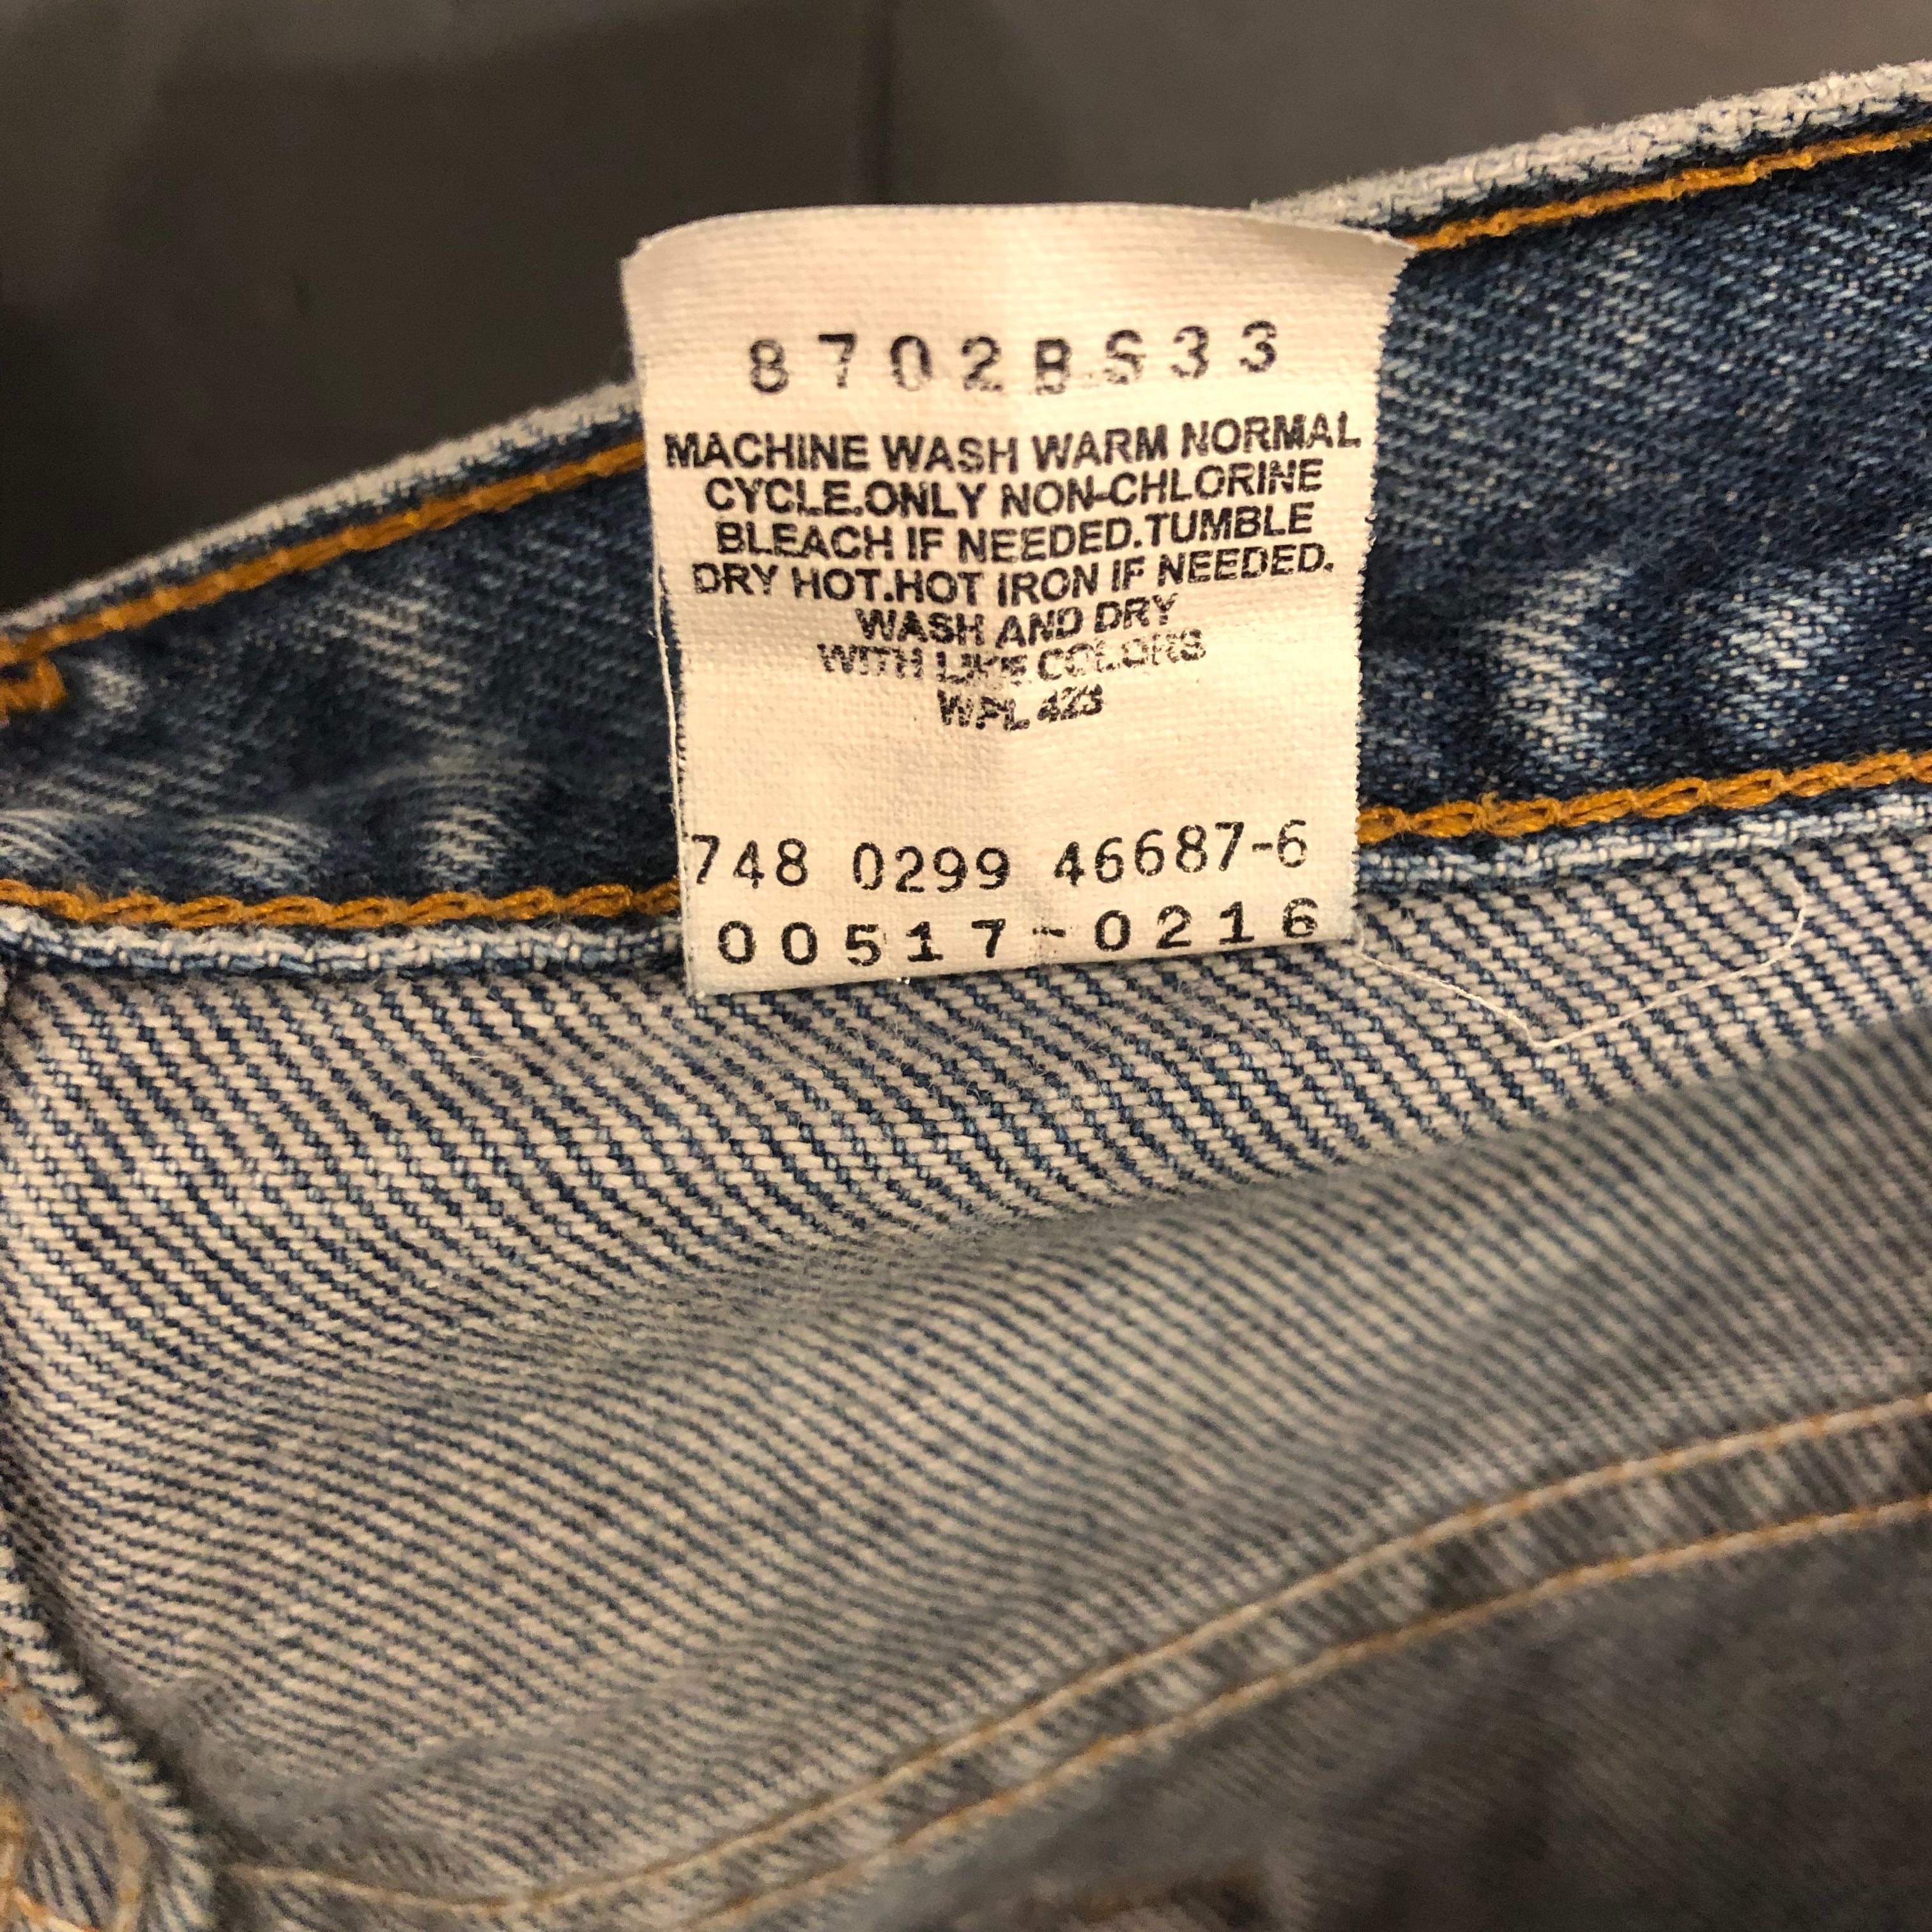 8702BS33
MACHINE WASH WARM NORMAL
CYCLE.ONLY NON-CHLORINE
BLEACH IF NEEDED.TUMBLE
DRY HOT.HOT IRON IF NEEDED.
WASH AND DRY
WITH LIKE COLORS
WPL 423
748 0299 46687-6
00517-0216